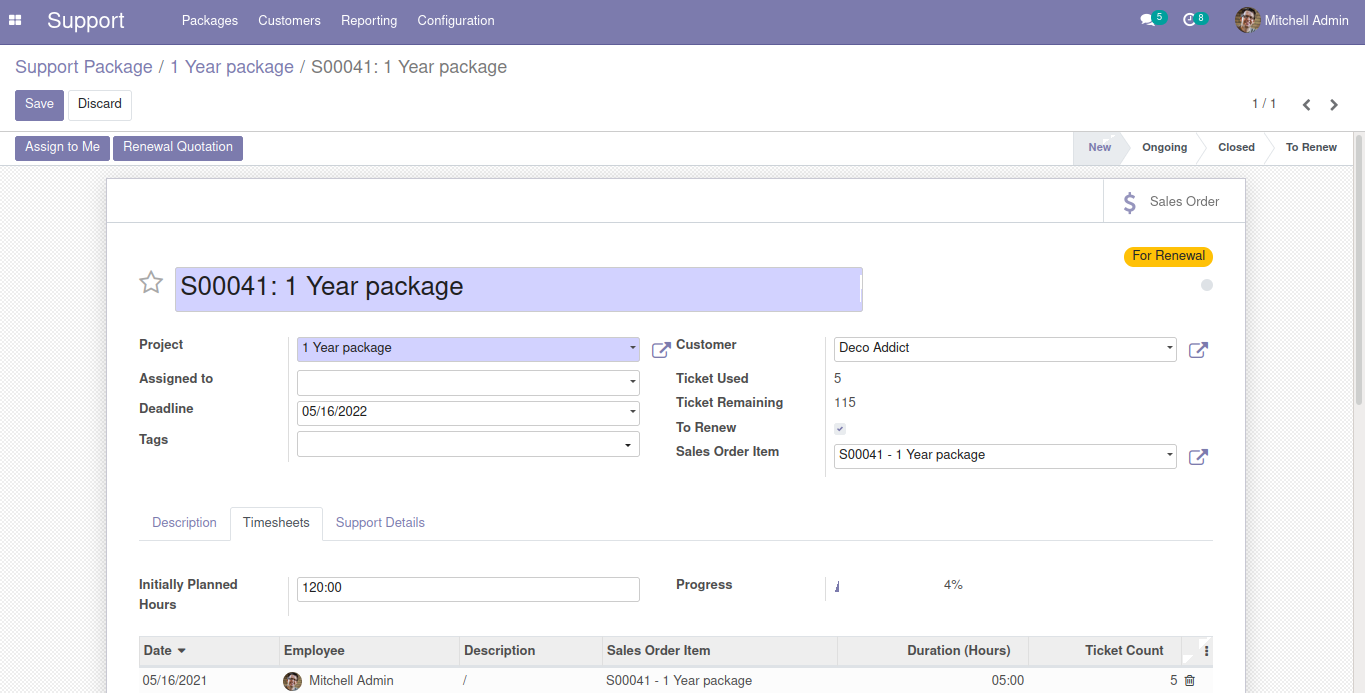 Support Packages Customers Reporting Configuration 5 8 Mitchell Admin
Support Package / 1 Year package / S00041: 1 Year package
Save Discard 1 / 1
Assign to Me Renewal Quotation New Ongoing Closed To Renew
$ Sales Order
For Renewal
S00041: 1 Year package
Project 1 Year package Customer Deco Addict
Assigned to Ticket Used 5
Deadline 05/16/2022 Ticket Remaining 115
Tags To Renew
Sales Order Item S00041 - 1 Year package
Description Timesheets Support Details
Initially Planned Hours 120:00 Progress 4%
Date Employee Description Sales Order Item Duration (Hours) Ticket Count
05/16/2021 Mitchell Admin / S00041 - 1 Year package 05:00 5